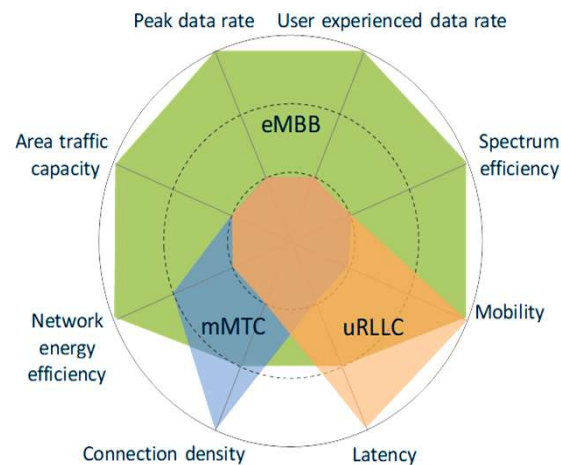 Peak data rate
User experienced data rate
eMBB
Area traffic
capacity
Spectrum
efficiency
Mobility
Network
energy
efficiency
mMTC
uRLLC
Connection density
Latency